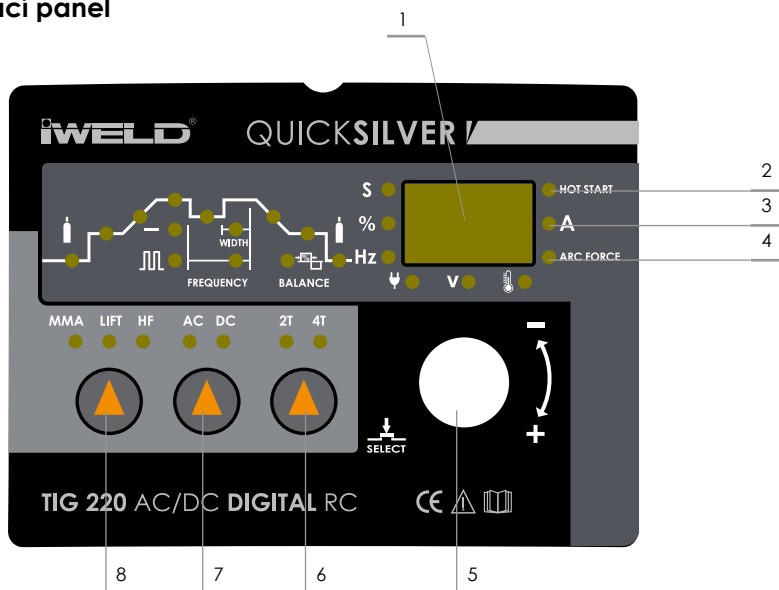 cí panel
1
iWELD® QUICKSILVER
S
HOT START
2
%
A
3
WIDTH
Hz
ARC FORCE
4
FREQUENCY BALANCE
V
MMA LIFT HF AC DC 2T 4T
−
+
SELECT
TIG 220 AC/DC DIGITAL RC CE
8 7 6 5